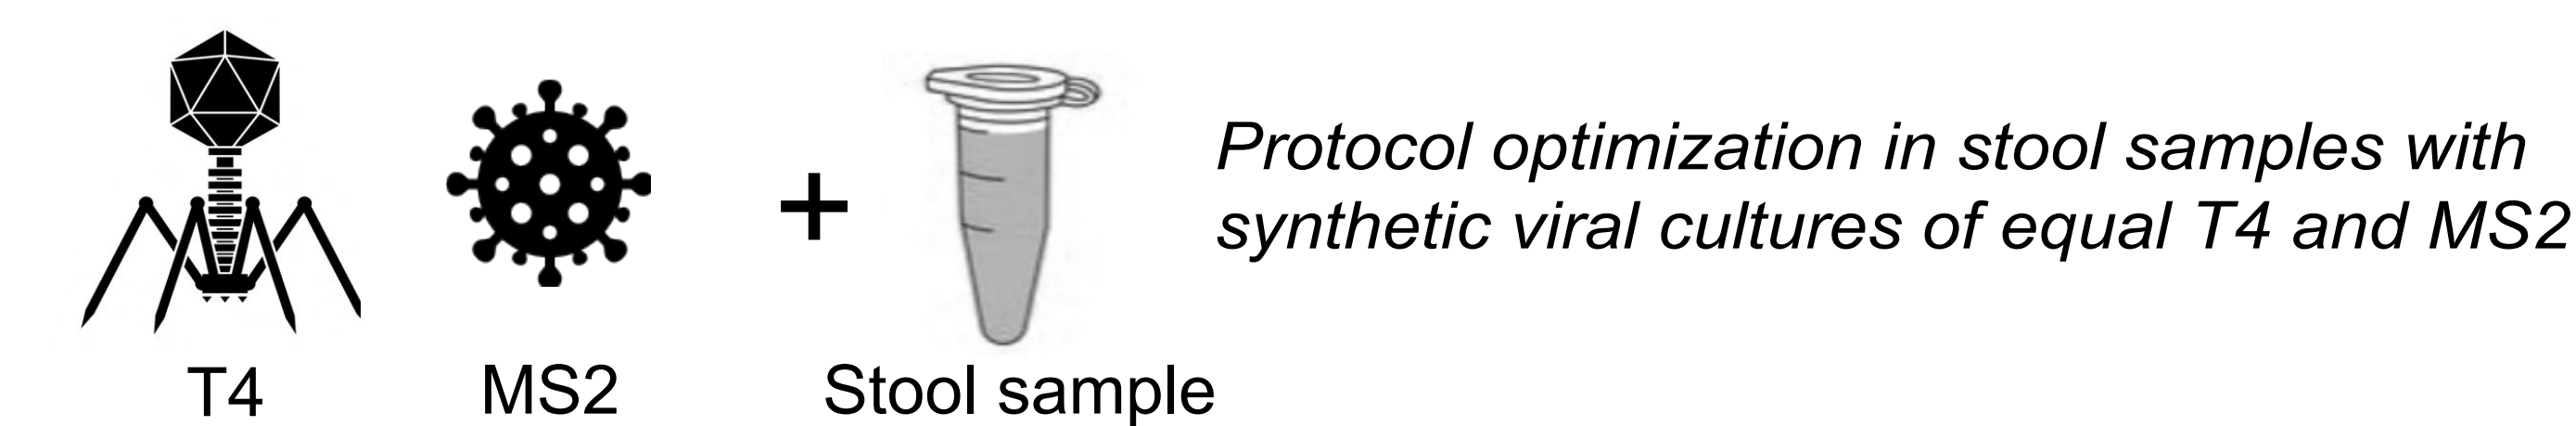 Protocol optimization in stool samples with
synthetic viral cultures of equal T4 and MS2
+
T4
MS2
Stool sample